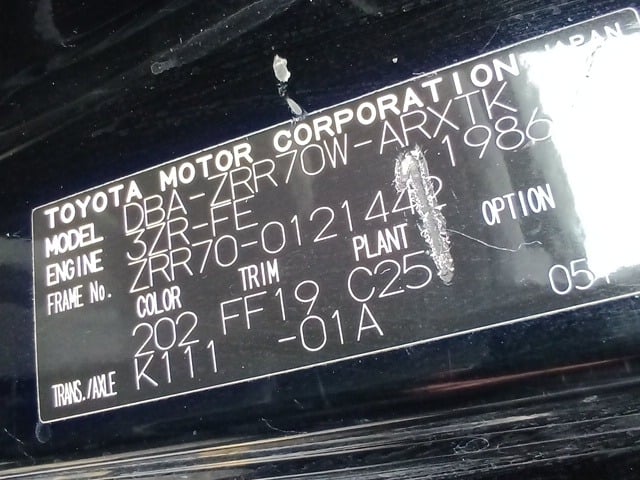 TOYOTA MOTOR CORPORATION JAPAN
MODEL DBA-ZRR70W-ARXTK
ENGINE 3ZR-FE 1986
FRAME No. ZRR70-0121442
COLOR TRIM PLANT OPTION
202 FF19 C25
TRANS./AXLE K111 -01A